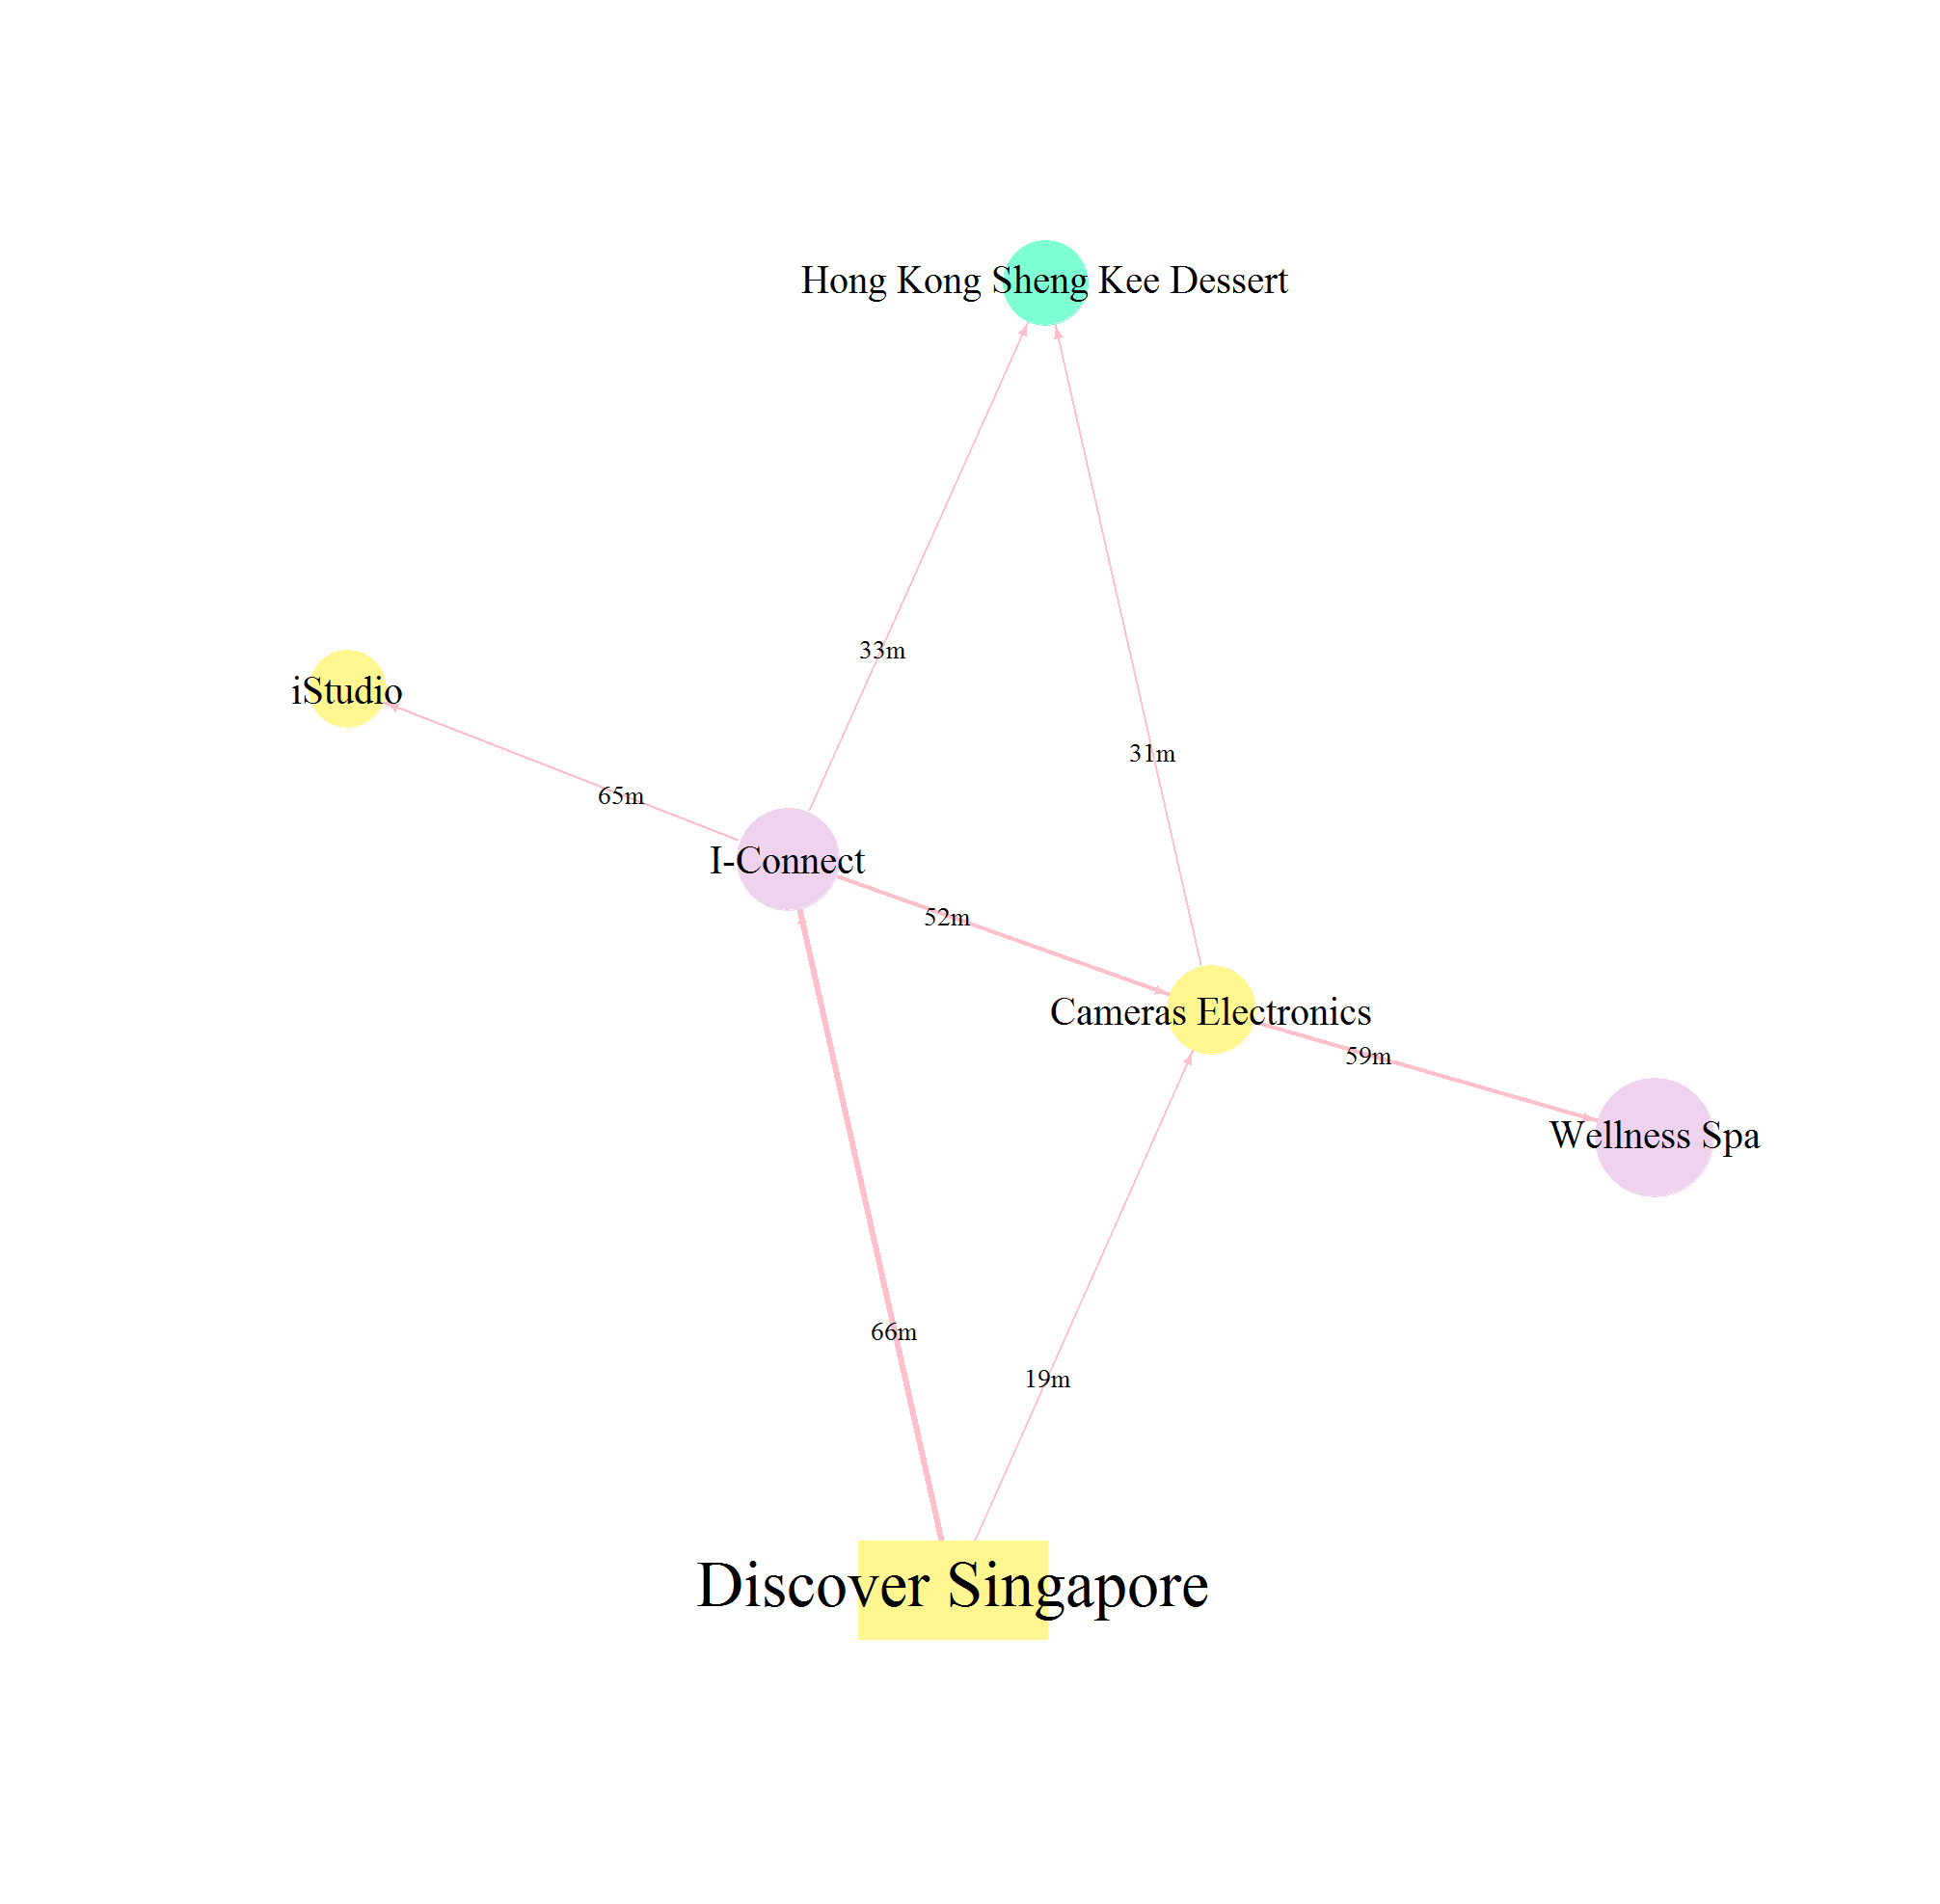 Hong Kong Sheng Kee Dessert
33m
iStudio
31m
65m
I-Connect
52m
Cameras Electronics
59m
Wellness Spa
66m
19m
Discover Singapore